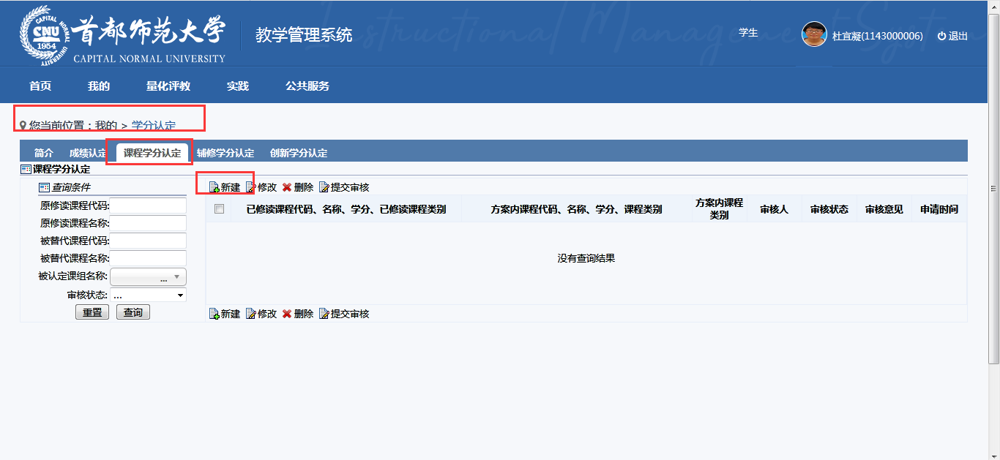 首都师范大学
CAPITAL NORMAL UNIVERSITY
CAPITAL NORMAL UNIVERSITY
CNU
1954
教学管理系统
Instructional Management System
学生
杜宜凝(1143000006)
退出
首页 我的 量化评教 实践 公共服务
您当前位置：我的 > 学分认定
简介 成绩认定 课程学分认定 辅修学分认定 创新学分认定
课程学分认定
查询条件
原修读课程代码:
原修读课程名称:
被替代课程代码:
被替代课程名称:
被认定课组名称: ...
审核状态: ...
重置 查询
新建 修改 删除 提交审核
已修读课程代码、名称、学分、已修读课程类别 方案内课程代码、名称、学分、课程类别 方案内课程类别 审核人 审核状态 审核意见 申请时间
没有查询结果
新建 修改 删除 提交审核